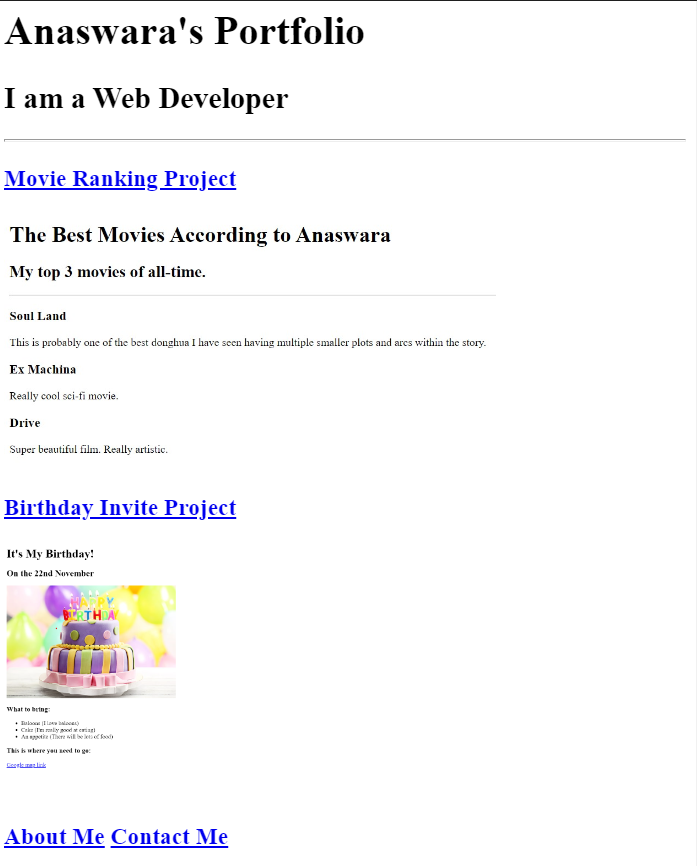 Anaswara's Portfolio
I am a Web Developer
Movie Ranking Project
The Best Movies According to Anaswara
My top 3 movies of all-time.
Soul Land
This is probably one of the best donghua I have seen having multiple smaller plots and arcs within the story.
Ex Machina
Really cool sci-fi movie.
Drive
Super beautiful film. Really artistic.
Birthday Invite Project
It's My Birthday!
On the 22nd November
HAPPY
BIRTHDAY
What to bring:
Baloons (I love baloons)
Cake (I'm really good at eating)
An appetite (There will be lots of food)
This is where you need to go:
Google map link
About Me Contact Me